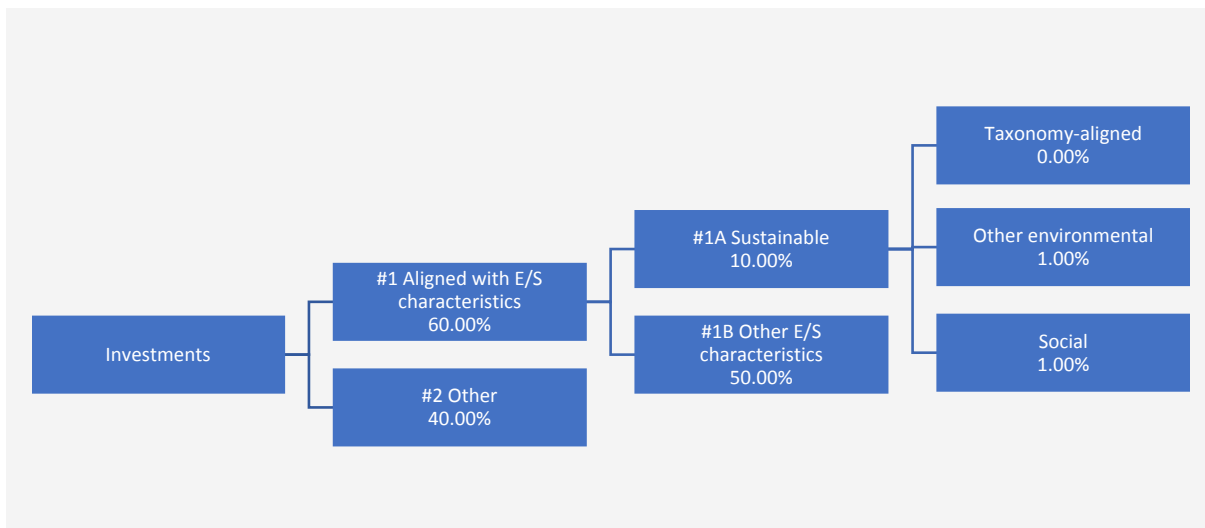 Investments
#1 Aligned with E/S
characteristics
60.00%
#2 Other
40.00%
#1A Sustainable
10.00%
#1B Other E/S
characteristics
50.00%
Taxonomy-aligned
0.00%
Other environmental
1.00%
Social
1.00%